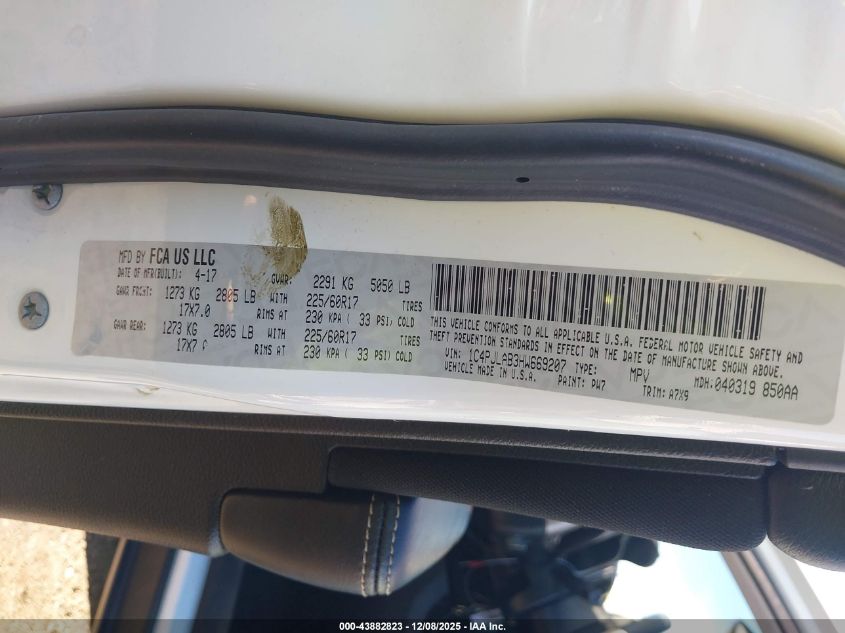 MFD BY FCA US LLC
DATE OF MFR(BUILT): 4-17 GVWR: 2291 KG 5050 LB
GAWR FRONT: 1273 KG 2805 LB WITH 225/60R17 TIRES
17X7.0 RIMS AT 230 KPA ( 33 PSI) COLD
GAWR REAR: 1273 KG 2805 LB WITH 225/60R17 TIRES
17X7 RIMS AT 230 KPA ( 33 PSI) COLD
THIS VEHICLE CONFORMS TO ALL APPLICABLE U.S.A. FEDERAL MOTOR VEHICLE SAFETY AND
THEFT PREVENTION STANDARDS IN EFFECT ON THE DATE OF MANUFACTURE SHOWN ABOVE.
VIN: 1C4PJLAB3HW669207 TYPE: MPV MDH: 040319 850AA
VEHICLE MADE IN U.S.A. PAINT: PW7 TRIM: A7X9
000-43882823 - 12/08/2025 - IAA Inc.